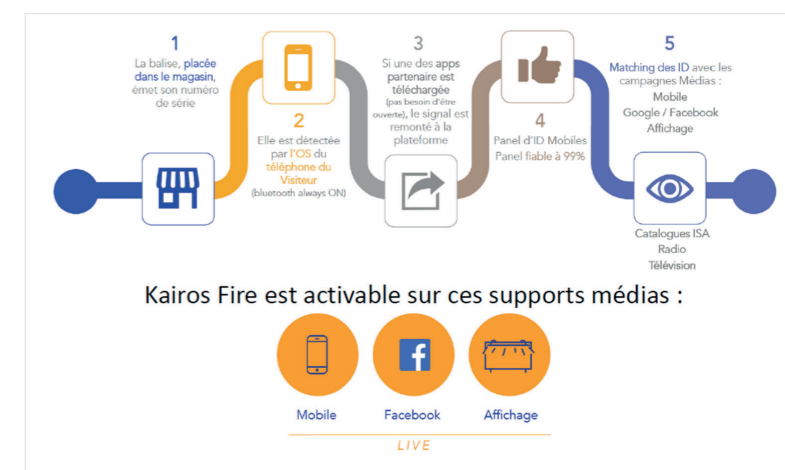 1
La balise, placée
dans le magasin,
émet son numéro
de série
2
Elle est détectée
par l'OS du
téléphone du
Visiteur
(bluetooth always ON)
3
Si une des apps
partenaire est
téléchargée
(pas besoin d'être
ouverte), le signal est
remonté à la
plateforme
4
Panel d'ID Mobiles
Panel fiable à 99%
5
Matching des ID avec les
campagnes Médias :
Mobile
Google / Facebook
Affichage
Catalogues ISA
Radio
Télévision
Kairos Fire est activable sur ces supports médias :
f
Mobile
Facebook
Affichage
LIVE